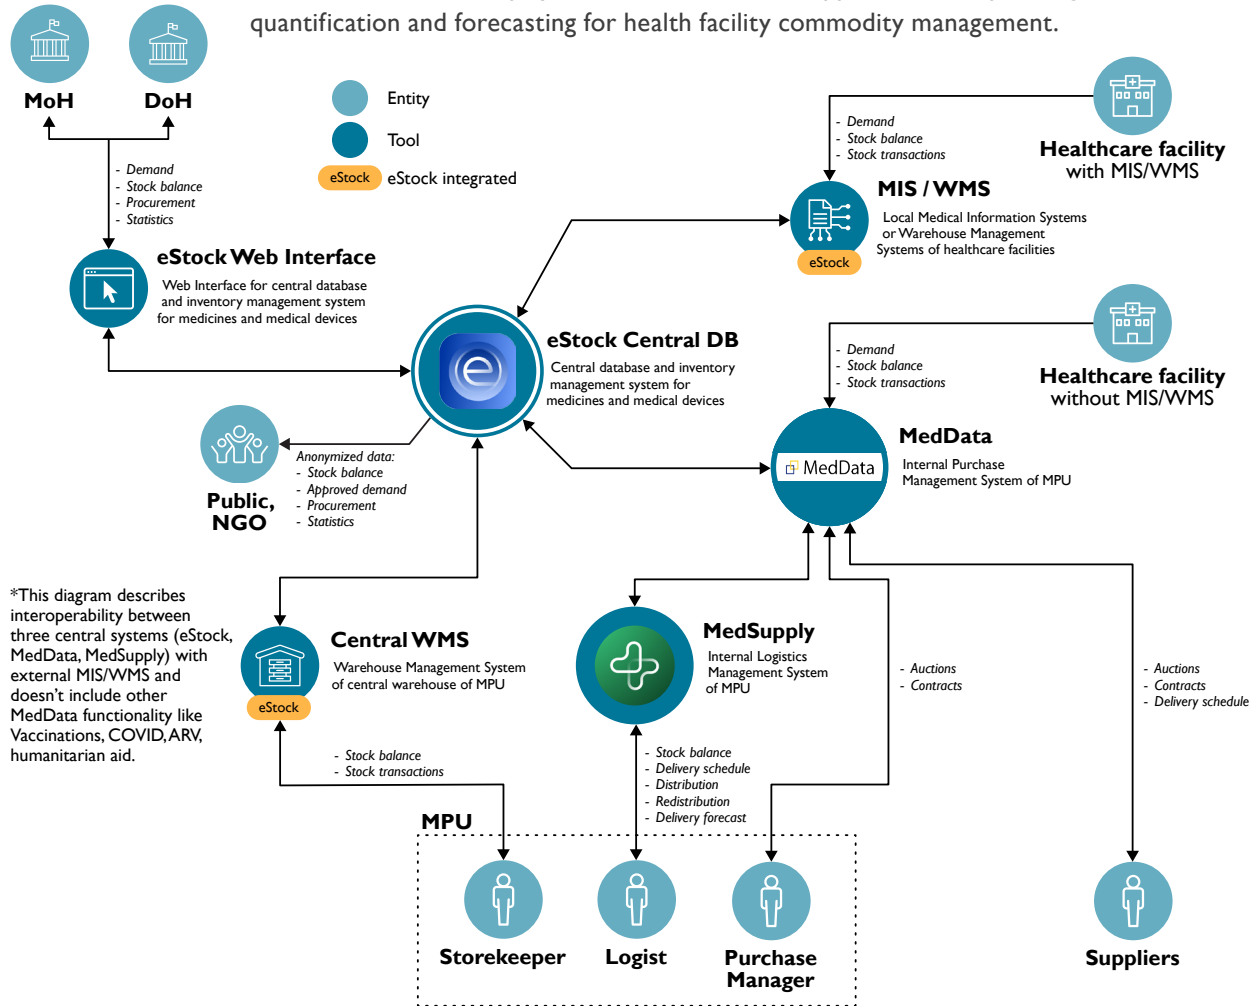 quantification and forecasting for health facility commodity management.
MoH
DoH
Entity
Tool
eStock
eStock integrated
- Demand
- Stock balance
- Procurement
- Statistics
- Demand
- Stock balance
- Stock transactions
Healthcare facility
with MIS/WMS
MIS / WMS
Local Medical Information Systems
or Warehouse Management
Systems of healthcare facilities
eStock
eStock Web Interface
Web Interface for central database
and inventory management system
for medicines and medical devices
eStock Central DB
Central database and inventory
management system for
medicines and medical devices
e
- Demand
- Stock balance
- Stock transactions
Healthcare facility
without MIS/WMS
MedData
MedData
Internal Purchase
Management System of MPU
Public,
NGO
Anonymized data:
- Stock balance
- Approved demand
- Procurement
- Statistics
*This diagram describes
interoperability between
three central systems (eStock,
MedData, MedSupply) with
external MIS/WMS and
doesn’t include other
MedData functionality like
Vaccinations, COVID, ARV,
humanitarian aid.
Central WMS
Warehouse Management System
of central warehouse of MPU
eStock
MedSupply
Internal Logistics
Management System
of MPU
- Auctions
- Contracts
- Auctions
- Contracts
- Delivery schedule
- Stock balance
- Stock transactions
- Stock balance
- Delivery schedule
- Distribution
- Redistribution
- Delivery forecast
MPU
Storekeeper
Logist
Purchase
Manager
Suppliers